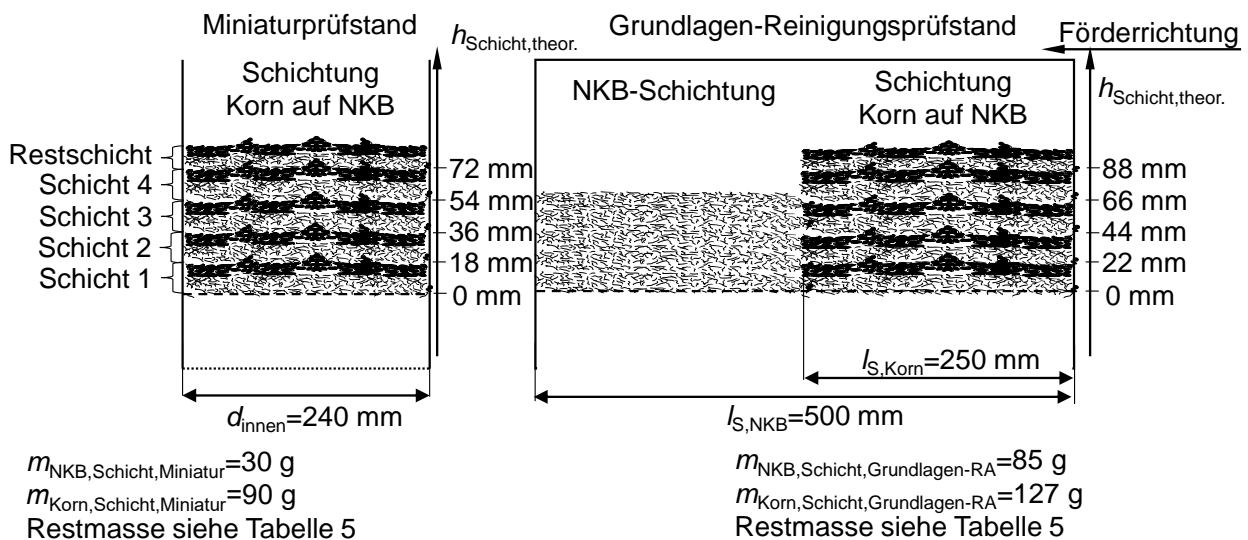 Miniaturprüfstand
Grundlagen-Reinigungsprüfstand
hSchicht,theor.
Förderrichtung
Schichtung
Korn auf NKB
NKB-Schichtung
Schichtung
Korn auf NKB
hSchicht,theor.
Restschicht
Schicht 4
Schicht 3
Schicht 2
Schicht 1
72 mm
54 mm
36 mm
18 mm
0 mm
88 mm
66 mm
44 mm
22 mm
0 mm
lS,Korn=250 mm
dinnen=240 mm
lS,NKB=500 mm
mNKB,Schicht,Miniatur=30 g
mKorn,Schicht,Miniatur=90 g
Restmasse siehe Tabelle 5
mNKB,Schicht,Grundlagen-RA=85 g
mKorn,Schicht,Grundlagen-RA=127 g
Restmasse siehe Tabelle 5